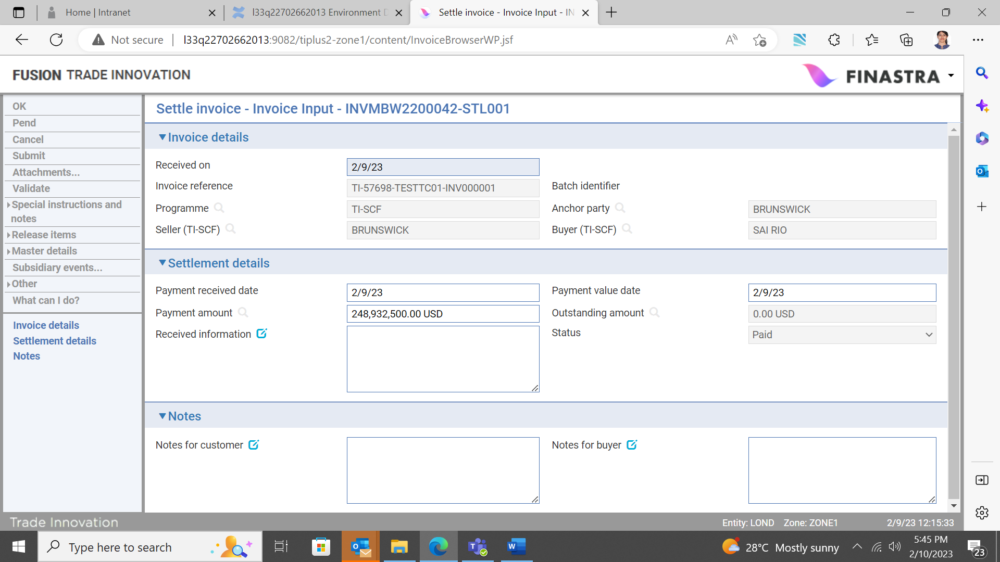 Home | Intranet
l33q22702662013 Environment D
Settle invoice - Invoice Input - IN
Not secure
l33q22702662013:9082/tiplus2-zone1/content/InvoiceBrowserWP.jsf
FUSION TRADE INNOVATION
FINASTRA
OK
Pend
Cancel
Submit
Attachments...
Validate
Special instructions and
notes
Release items
Master details
Subsidiary events...
Other
What can I do?
Invoice details
Settlement details
Notes
Settle invoice - Invoice Input - INVMBW2200042-STL001
Invoice details
Received on 2/9/23
Invoice reference TI-57698-TESTTC01-INV000001 Batch identifier
Programme TI-SCF Anchor party BRUNSWICK
Seller (TI-SCF) BRUNSWICK Buyer (TI-SCF) SAI RIO
Settlement details
Payment received date 2/9/23 Payment value date 2/9/23
Payment amount 248,932,500.00 USD Outstanding amount 0.00 USD
Received information Status Paid
Notes
Notes for customer Notes for buyer
Trade Innovation Entity: LOND Zone: ZONE1 2/9/23 12:15:33
Type here to search
28°C Mostly sunny
5:45 PM
2/10/2023
23